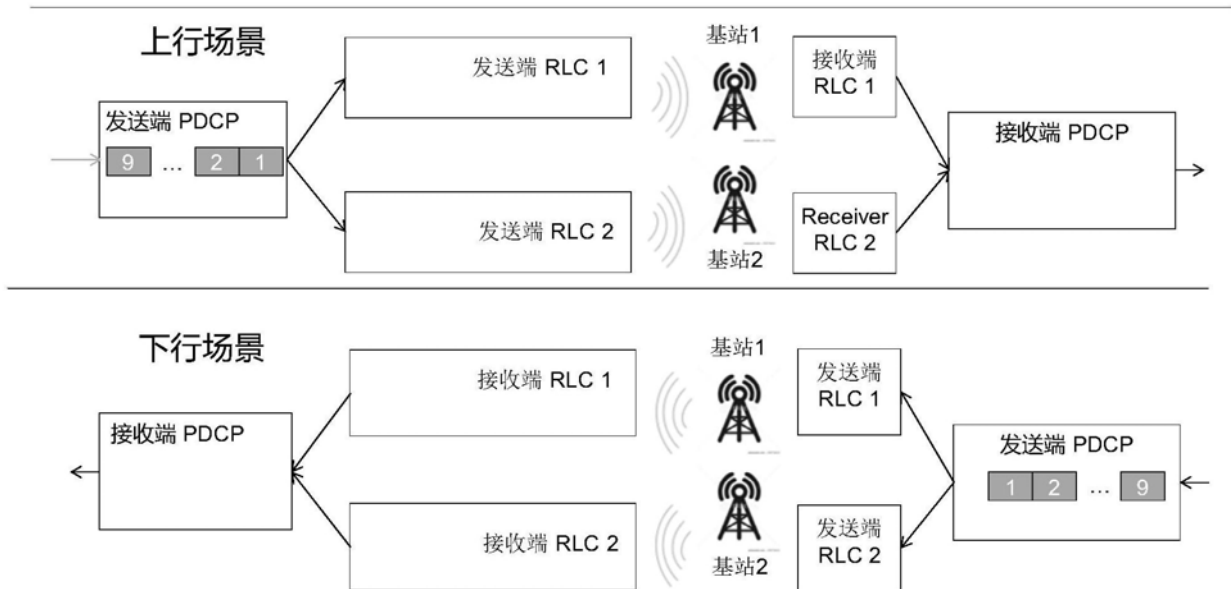 上行场景
发送端 PDCP
9 ... 2 1
发送端 RLC 1
发送端 RLC 2
基站1
基站2
接收端
RLC 1
Receiver
RLC 2
接收端 PDCP
下行场景
接收端 PDCP
接收端 RLC 1
接收端 RLC 2
基站1
基站2
发送端
RLC 1
发送端
RLC 2
发送端 PDCP
1 2 ... 9